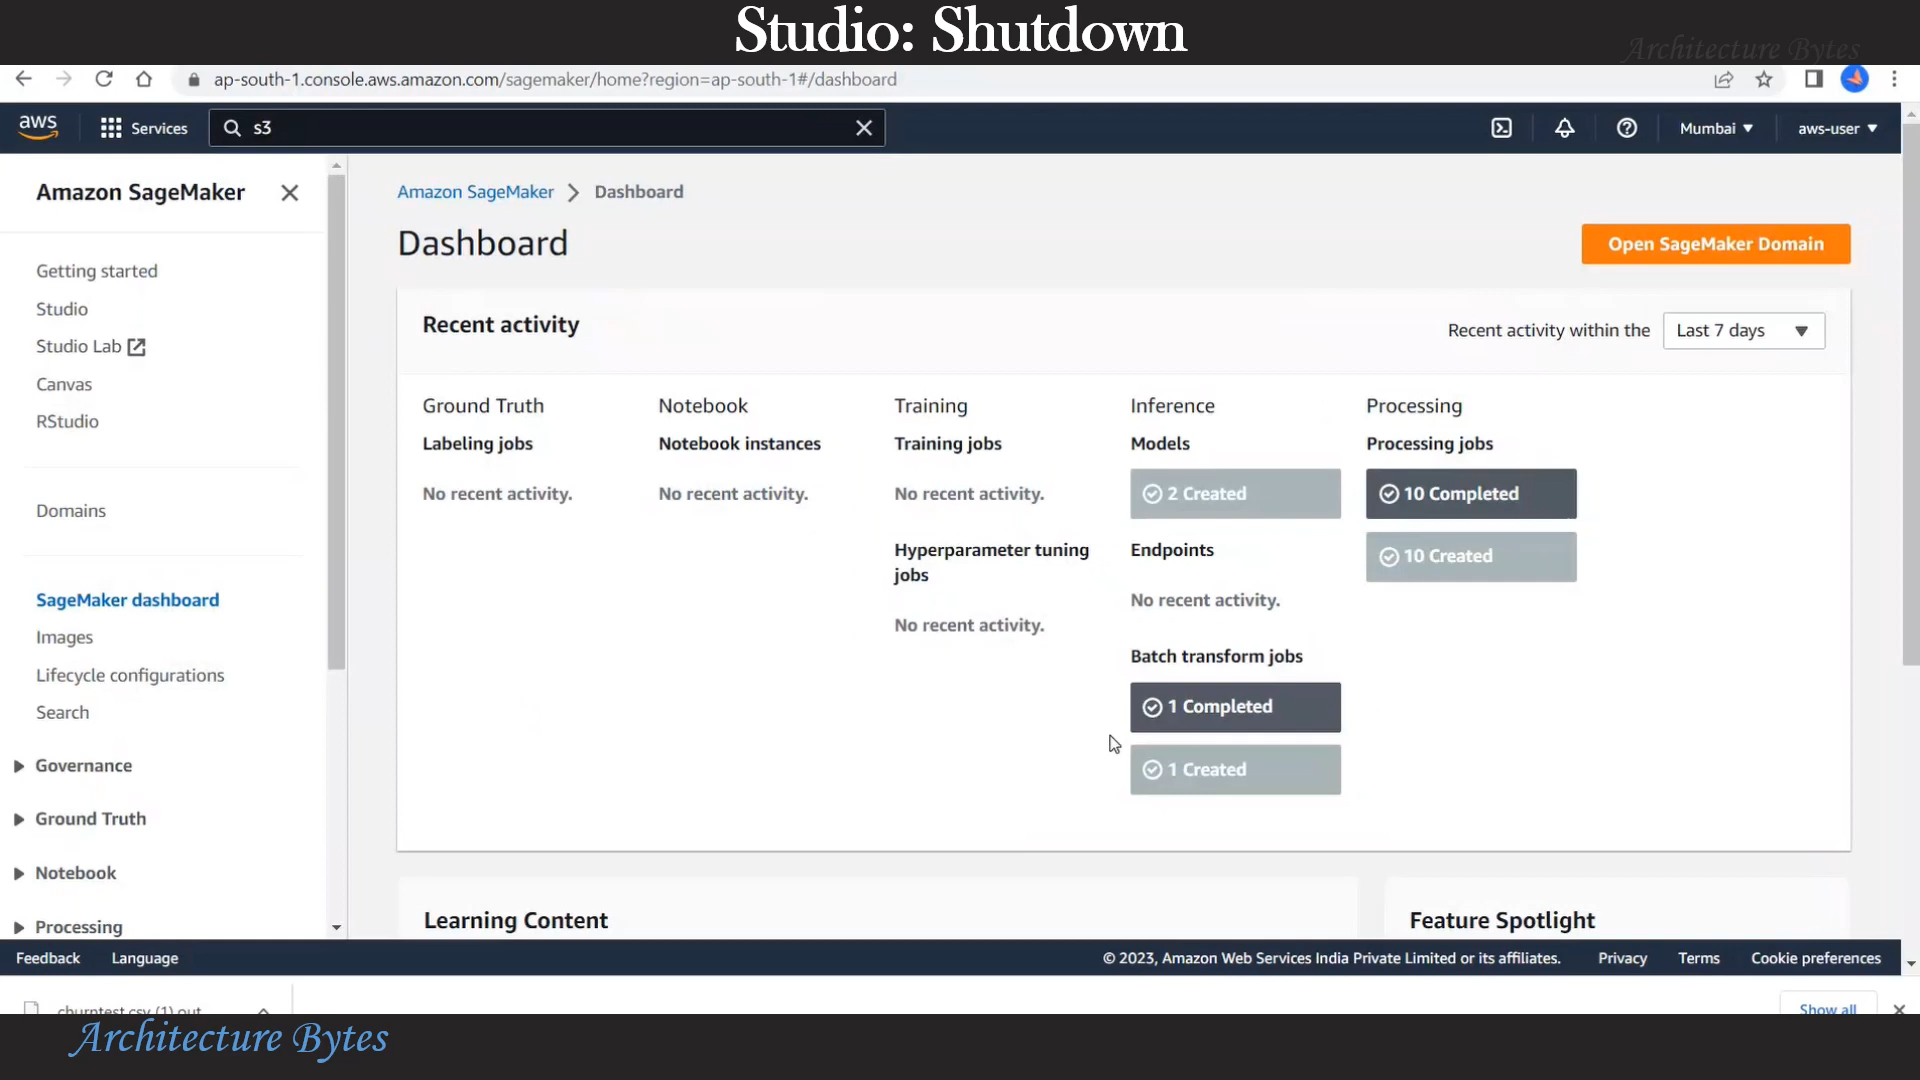 Studio: Shutdown
Architecture Bytes
ap-south-1.console.aws.amazon.com/sagemaker/home?region=ap-south-1#/dashboard
aws
Services
s3
Mumbai
aws-user
Amazon SageMaker
Getting started
Studio
Studio Lab
Canvas
RStudio
Domains
SageMaker dashboard
Images
Lifecycle configurations
Search
Governance
Ground Truth
Notebook
Processing
Amazon SageMaker
Dashboard
Dashboard
Open SageMaker Domain
Recent activity
Recent activity within the
Last 7 days
Ground Truth
Labeling jobs
No recent activity.
Notebook
Notebook instances
No recent activity.
Training
Training jobs
No recent activity.
Hyperparameter tuning
jobs
No recent activity.
Inference
Models
2 Created
Endpoints
No recent activity.
Batch transform jobs
1 Completed
1 Created
Processing
Processing jobs
10 Completed
10 Created
Learning Content
Feature Spotlight
Feedback
Language
© 2023, Amazon Web Services India Private Limited or its affiliates.
Privacy
Terms
Cookie preferences
churntest.csv (1).out
Show all
Architecture Bytes